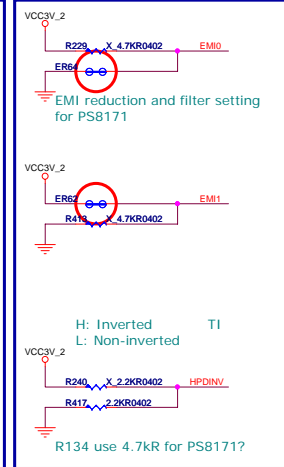 VCC3V_2
R229 X_4.7KR0402 EMI0
ER64
EMI reduction and filter setting
for PS8171
VCC3V_2
ER62 EMI1
R413 X_4.7KR0402
H: Inverted TI
L: Non-inverted
VCC3V_2
R240 X_2.2KR0402 HPDINV
R417 2.2KR0402
R134 use 4.7kR for PS8171?